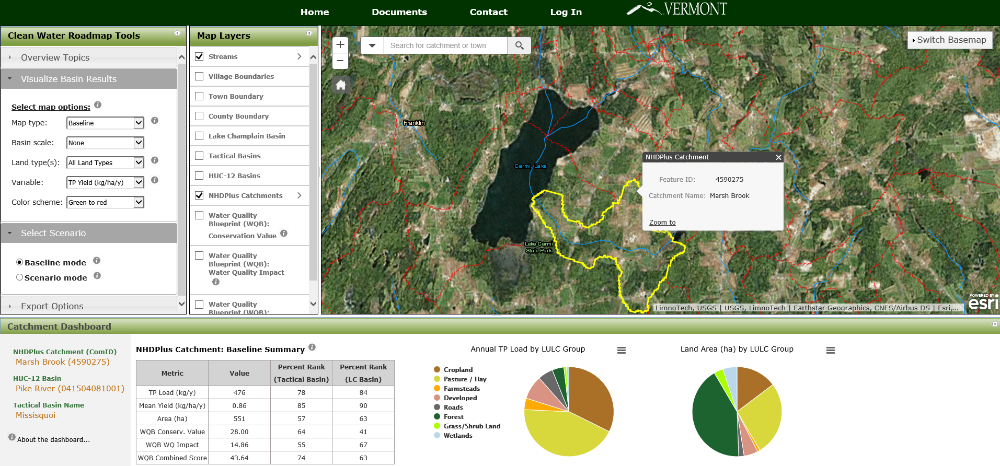 Home Documents Contact Log In VERMONT
Clean Water Roadmap Tools
Overview Topics
Visualize Basin Results
Select map options:
Map type: Baseline
Basin scale: None
Land type(s): All Land Types
Variable: TP Yield (kg/ha/y)
Color scheme: Green to red
Select Scenario
Baseline mode
Scenario mode
Export Options
Map Layers
Streams
Village Boundaries
Town Boundary
County Boundary
Lake Champlain Basin
Tactical Basins
HUC-12 Basins
NHDPlus Catchments
Water Quality
Blueprint (WQB):
Conservation Value
Water Quality
Blueprint (WQB):
Water Quality Impact
Water Quality
Blueprint (WQB):
+
−
Search for catchment or town
Switch Basemap
Franklin
Carmi, Lake
Lake Carmi
State Park
NHDPlus Catchment
Feature ID: 4590275
Catchment Name: Marsh Brook
Zoom to
POWERED BY
esri
LimnoTech, USGS | USGS, LimnoTech | Earthstar Geographics, CNES/Airbus DS | Esri,...
Catchment Dashboard
NHDPlus Catchment (ComID)
Marsh Brook (4590275)
HUC-12 Basin
Pike River (041504081001)
Tactical Basin Name
Missisquoi
About the dashboard...
NHDPlus Catchment: Baseline Summary
Metric Value Percent Rank (Tactical Basin) Percent Rank (LC Basin)
TP Load (kg/y) 476 78 84
Mean Yield (kg/ha/y) 0.86 85 90
Area (ha) 551 57 63
WQB Conserv. Value 28.00 64 41
WQB WQ Impact 14.86 55 67
WQB Combined Score 43.64 74 63
Annual TP Load by LULC Group
Cropland
Pasture / Hay
Farmsteads
Developed
Roads
Forest
Grass/Shrub Land
Wetlands
Land Area (ha) by LULC Group